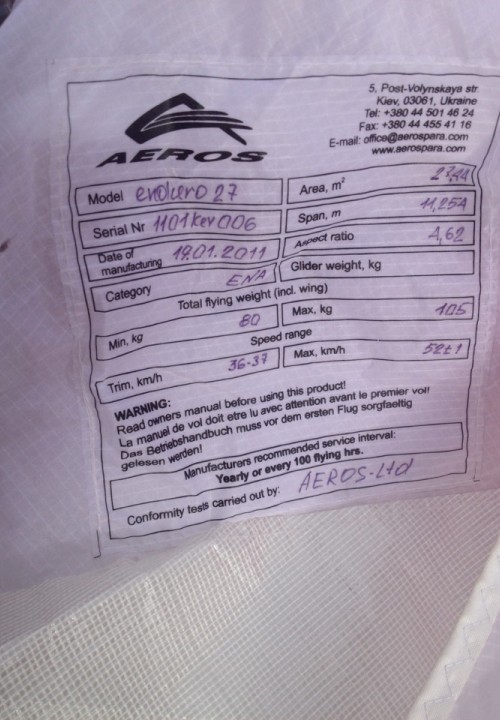 AEROS
5, Post-Volynskaya str.
Kiev, 03061, Ukraine
Tel: +380 44 501 46 24
Fax: +380 44 455 41 16
E-mail: office@aerospara.com
www.aerospara.com
Model enduro 27
Area, m² 27,44
Serial Nr 1101kev006
Span, m 11,254
Date of manufacturing 19.01.2011
Aspect ratio 4,62
Category ENA
Glider weight, kg
Total flying weight (incl. wing)
Min, kg 80
Max, kg 105
Speed range
Trim, km/h 36-37
Max, km/h 52±1
WARNING:
Read owners manual before using this product!
La manuel de vol doit etre lu avec attention avant le premier vol!
Das Betriebshandbuch muss vor dem ersten Flug sorgfaeltig
gelesen werden!
Manufacturers recommended service interval:
Yearly or every 100 flying hrs.
Conformity tests carried out by: AEROS-Ltd